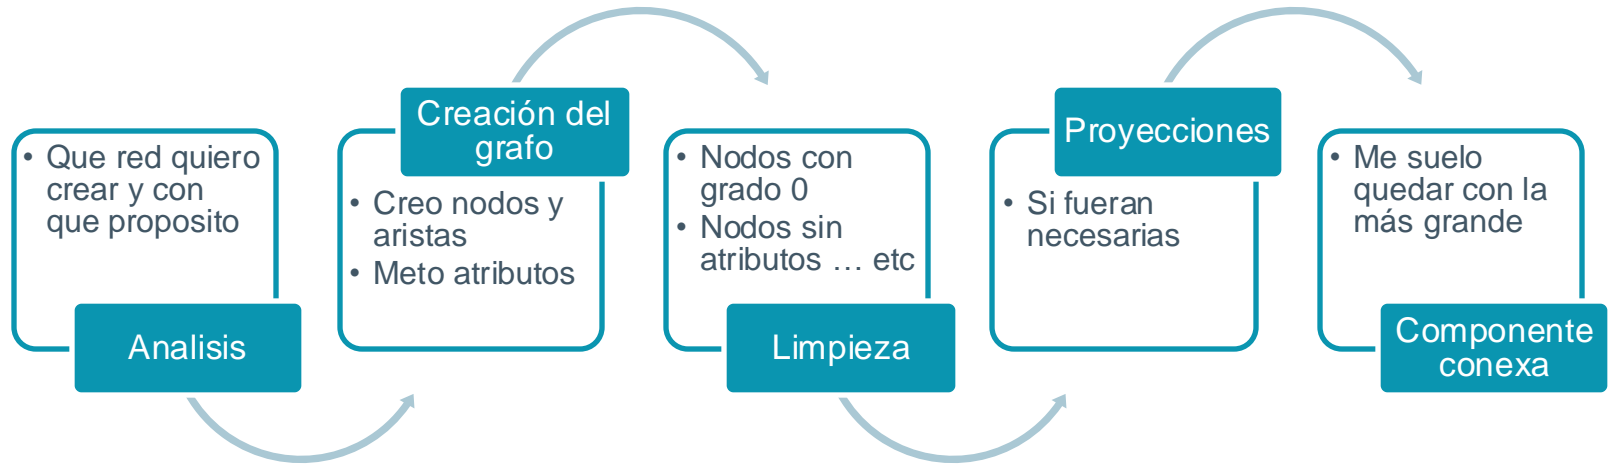 • Que red quiero
crear y con
que proposito
Analisis
Creación del
grafo
• Creo nodos y
aristas
• Meto atributos
• Nodos con
grado 0
• Nodos sin
atributos … etc
Limpieza
Proyecciones
• Si fueran
necesarias
• Me suelo
quedar con la
más grande
Componente
conexa